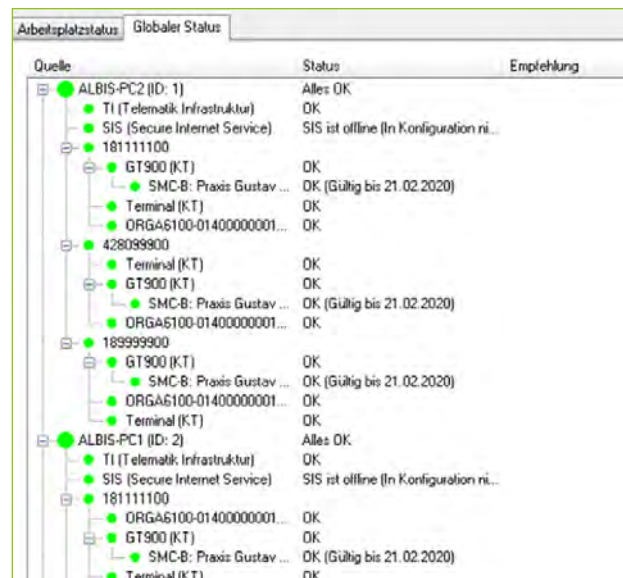 Arbeitsplatzstatus Globaler Status
Quelle Status Empfehlung
ALBIS-PC2 (ID: 1) Alles OK
TI (Telematik Infrastruktur) OK
SIS (Secure Internet Service) SIS ist offline (In Konfiguration ni...
181111100
GT900 (KT) OK
SMC-B: Praxis Gustav ... OK (Gültig bis 21.02.2020)
Terminal (KT) OK
ORGA6100-01400000001... OK
428099900
Terminal (KT) OK
GT900 (KT) OK
SMC-B: Praxis Gustav ... OK (Gültig bis 21.02.2020)
ORGA6100-01400000001... OK
189999900
GT900 (KT) OK
SMC-B: Praxis Gustav ... OK (Gültig bis 21.02.2020)
ORGA6100-01400000001... OK
Terminal (KT) OK
ALBIS-PC1 (ID: 2) Alles OK
TI (Telematik Infrastruktur) OK
SIS (Secure Internet Service) SIS ist offline (In Konfiguration ni...
181111100
ORGA6100-01400000001... OK
GT900 (KT) OK
SMC-B: Praxis Gustav ... OK (Gültig bis 21.02.2020)
Terminal (KT) OK